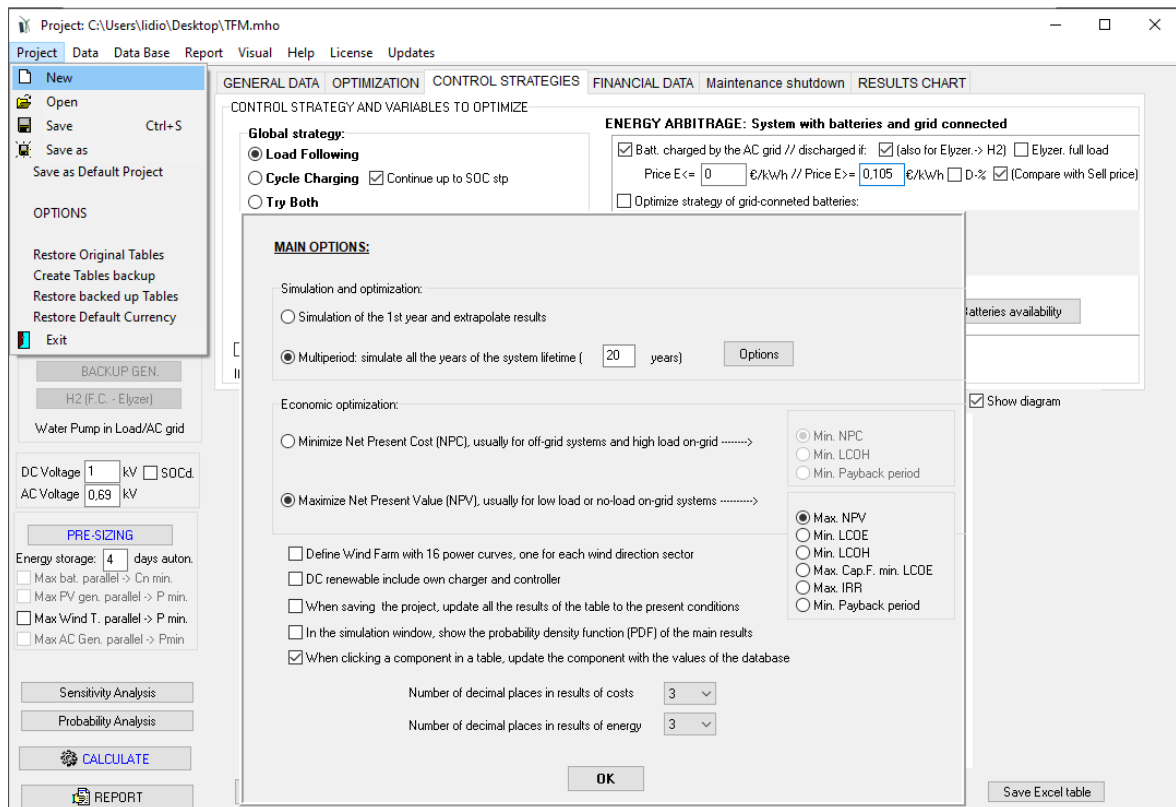 Project: C:\Users\lidio\Desktop\TFM.mho
Project Data Data Base Report Visual Help License Updates
New
Open
Save Ctrl+S
Save as
Save as Default Project
OPTIONS
Restore Original Tables
Create Tables backup
Restore backed up Tables
Restore Default Currency
Exit
GENERAL DATA OPTIMIZATION CONTROL STRATEGIES FINANCIAL DATA Maintenance shutdown RESULTS CHART
CONTROL STRATEGY AND VARIABLES TO OPTIMIZE
Global strategy:
Load Following
Cycle Charging Continue up to SOC stp
Try Both
ENERGY ARBITRAGE: System with batteries and grid connected
Batt. charged by the AC grid // discharged if: (also for Elyzer.-> H2) Elyzer. full load
Price E<= 0 €/kWh // Price E>= 0,105 €/kWh D-% (Compare with Sell price)
Optimize strategy of grid-conneted batteries:
atteries availability
Show diagram
BACKUP GEN.
H2 (F.C. - Elyzer)
Water Pump in Load/AC grid
DC Voltage 1 kV SOCd.
AC Voltage 0,69 kV
PRE-SIZING
Energy storage: 4 days auton.
Max bat. parallel -> Cn min.
Max PV gen. parallel -> P min.
Max Wind T. parallel -> P min.
Max AC Gen. parallel -> Pmin
Sensitivity Analysis
Probability Analysis
CALCULATE
REPORT
MAIN OPTIONS:
Simulation and optimization:
Simulation of the 1st year and extrapolate results
Multiperiod: simulate all the years of the system lifetime ( 20 years) Options
Economic optimization:
Minimize Net Present Cost (NPC), usually for off-grid systems and high load on-grid -------->
Min. NPC
Min. LCOH
Min. Payback period
Maximize Net Present Value (NPV), usually for low load or no-load on-grid systems ---------->
Max. NPV
Min. LCOE
Min. LCOH
Max. Cap.F. min. LCOE
Max. IRR
Min. Payback period
Define Wind Farm with 16 power curves, one for each wind direction sector
DC renewable include own charger and controller
When saving the project, update all the results of the table to the present conditions
In the simulation window, show the probability density function (PDF) of the main results
When clicking a component in a table, update the component with the values of the database
Number of decimal places in results of costs 3
Number of decimal places in results of energy 3
OK
Save Excel table